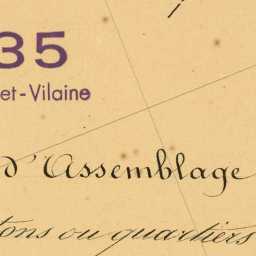 35
et-Vilaine
d'Assemblage
tons ou quartiers